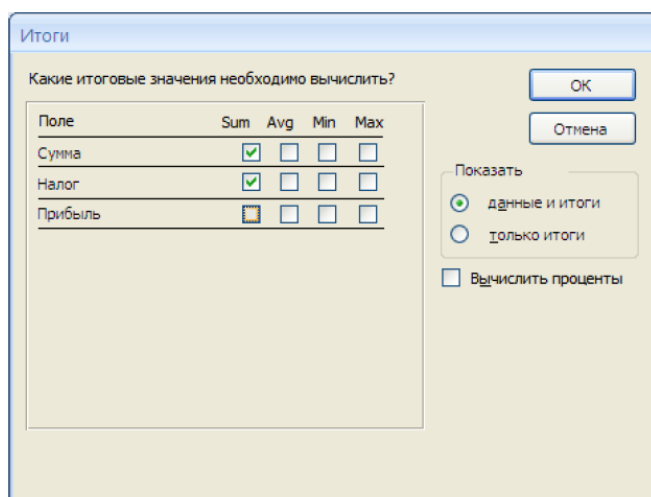 Итоги
Какие итоговые значения необходимо вычислить?
Поле Sum Avg Min Max
Сумма
Налог
Прибыль
ОК
Отмена
Показать
данные и итоги
только итоги
Вычислить проценты